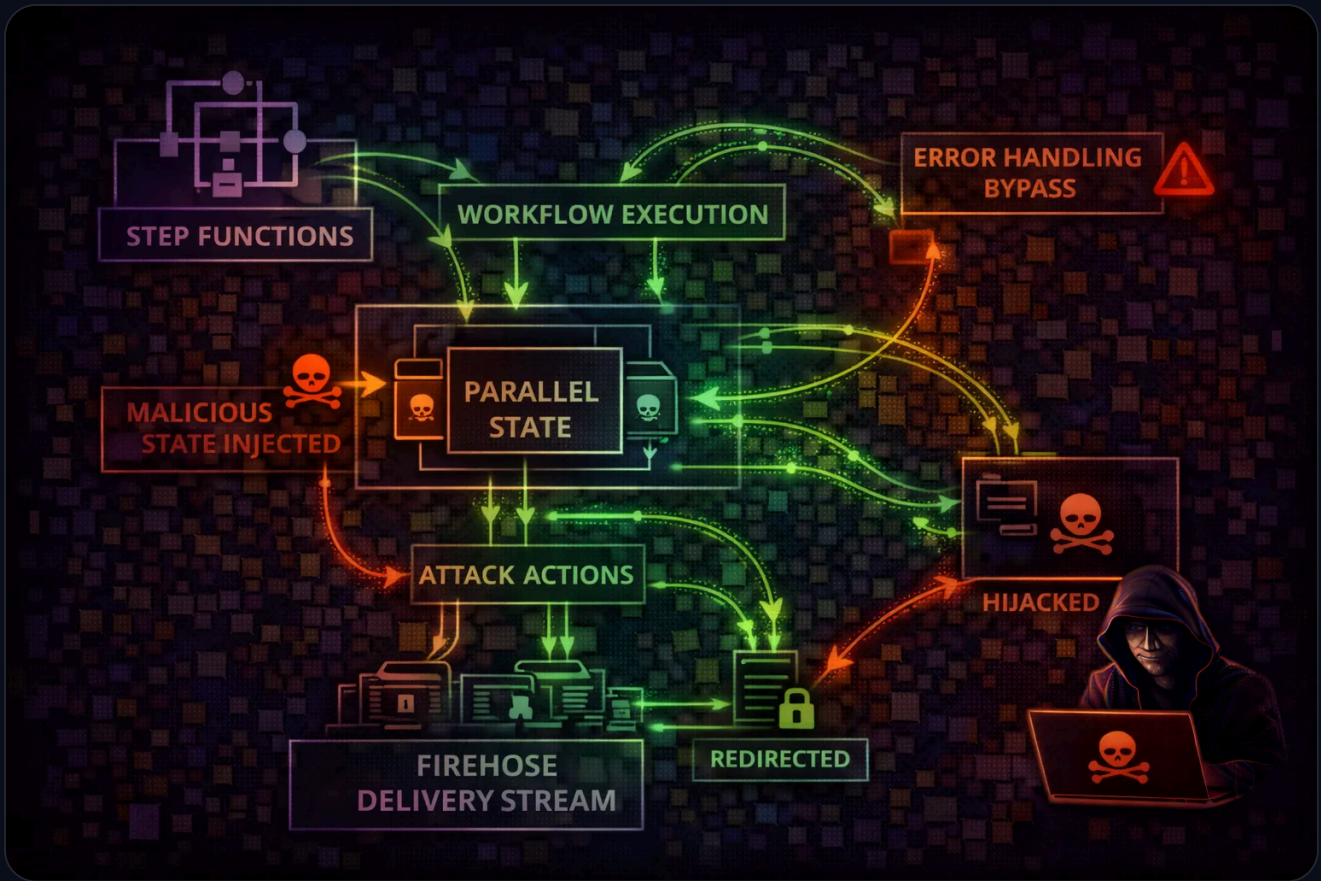 STEP FUNCTIONS
WORKFLOW EXECUTION
ERROR HANDLING
BYPASS
MALICIOUS
STATE INJECTED
PARALLEL
STATE
ATTACK ACTIONS
HIJACKED
FIREHOSE
DELIVERY STREAM
REDIRECTED